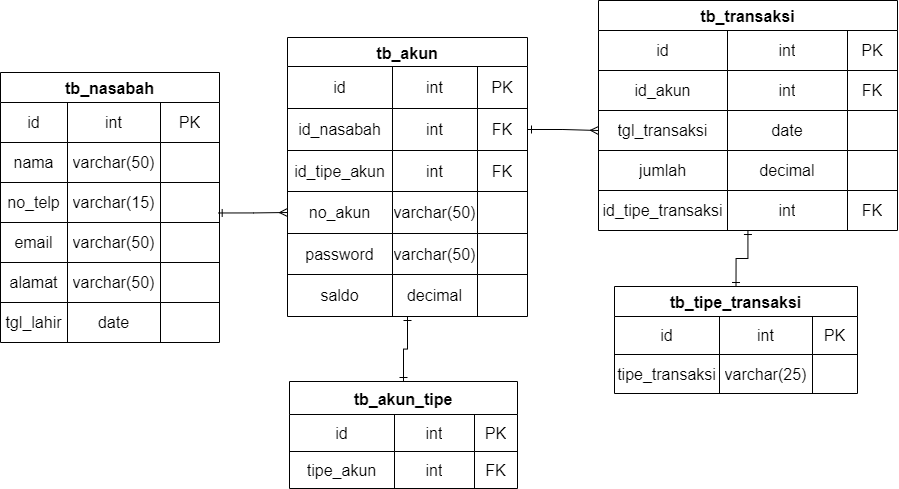 tb_nasabah
id int PK
nama varchar(50)
no_telp varchar(15)
email varchar(50)
alamat varchar(50)
tgl_lahir date
tb_akun
id int PK
id_nasabah int FK
id_tipe_akun int FK
no_akun varchar(50)
password varchar(50)
saldo decimal
tb_akun_tipe
id int PK
tipe_akun int FK
tb_transaksi
id int PK
id_akun int FK
tgl_transaksi date
jumlah decimal
id_tipe_transaksi int FK
tb_tipe_transaksi
id int PK
tipe_transaksi varchar(25)